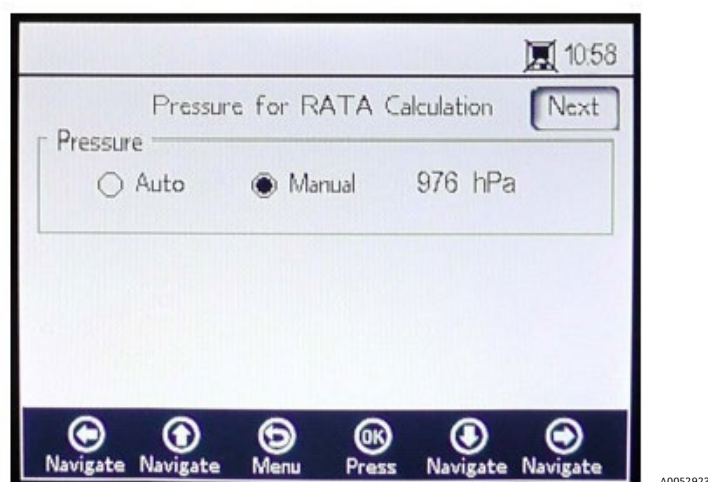 10:58
Pressure for RATA Calculation
Next
Pressure
Auto
Manual
976 hPa
OK
Navigate Navigate Menu Press Navigate Navigate
A0052923